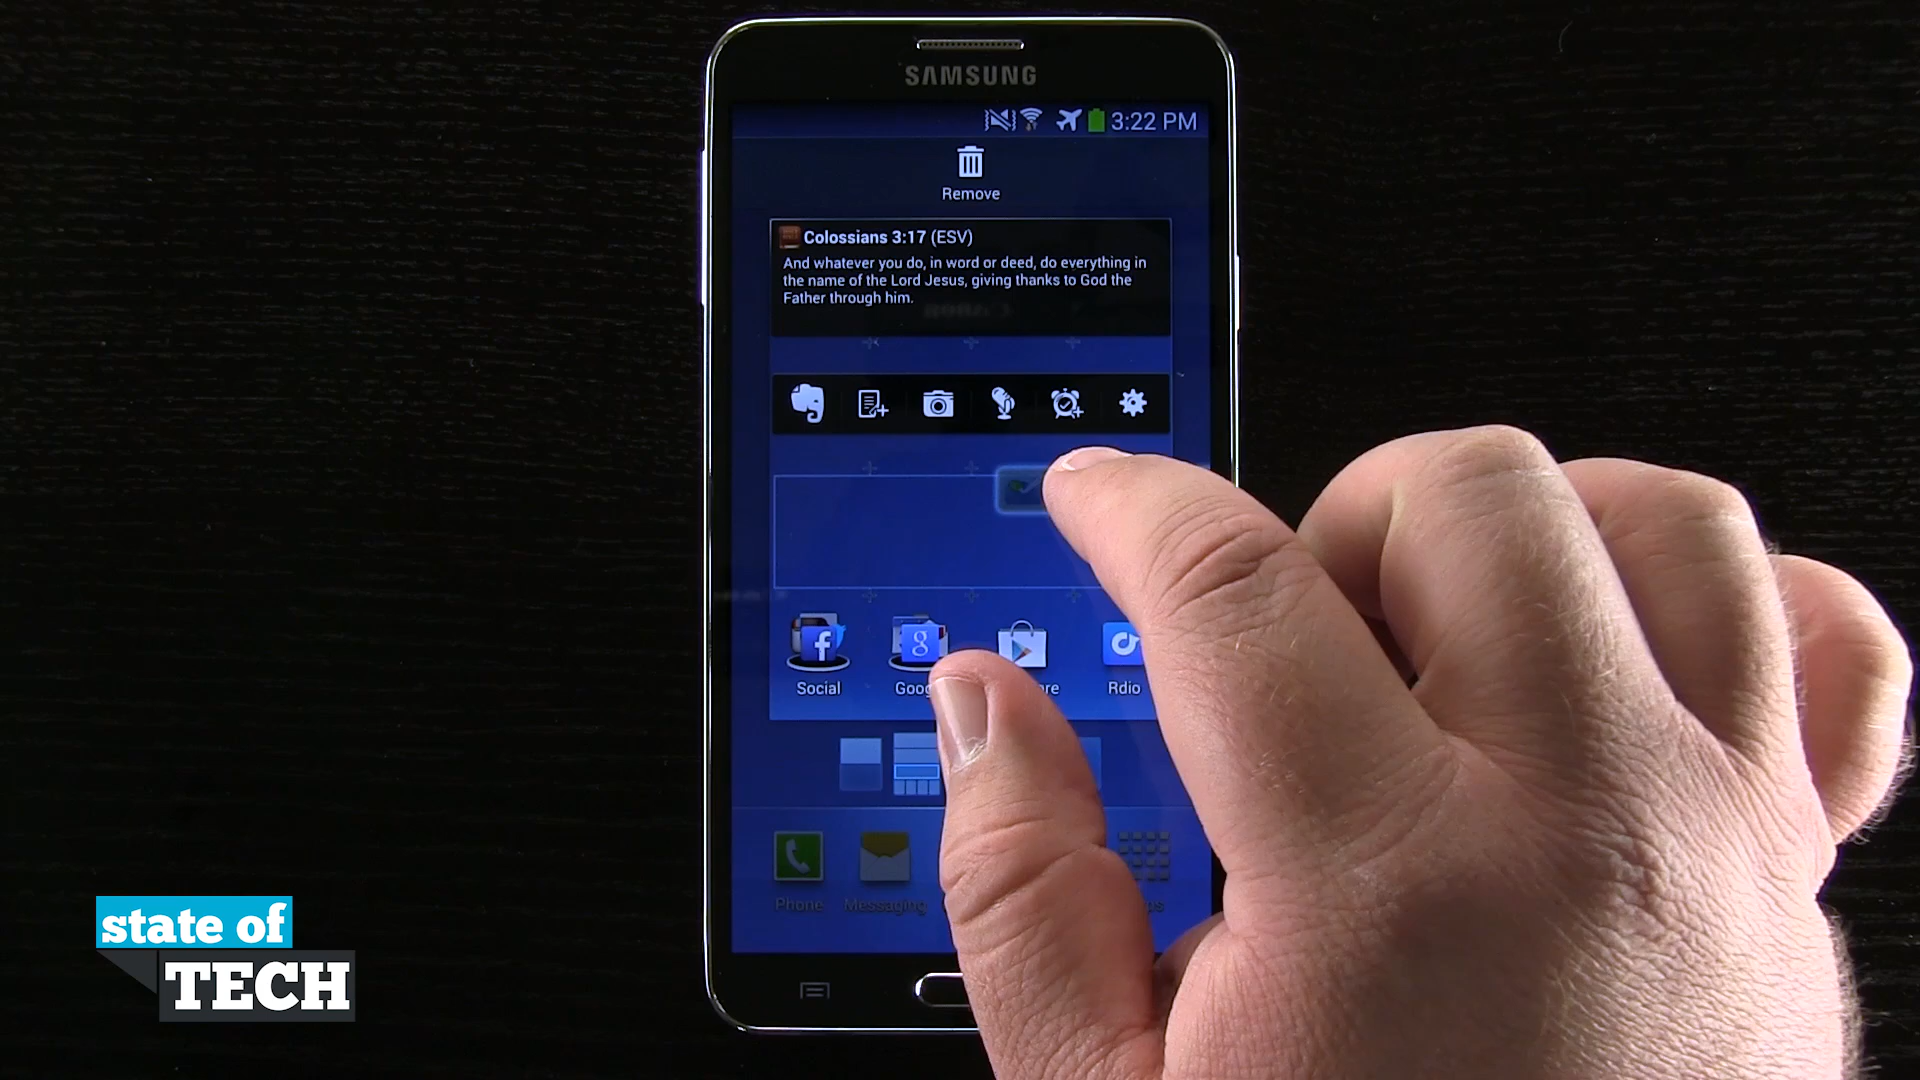 SAMSUNG
3:22 PM
Remove
Colossians 3:17 (ESV)
And whatever you do, in word or deed, do everything in
the name of the Lord Jesus, giving thanks to God the
Father through him.
Social
Rdio
Phone
Messaging
state of
TECH